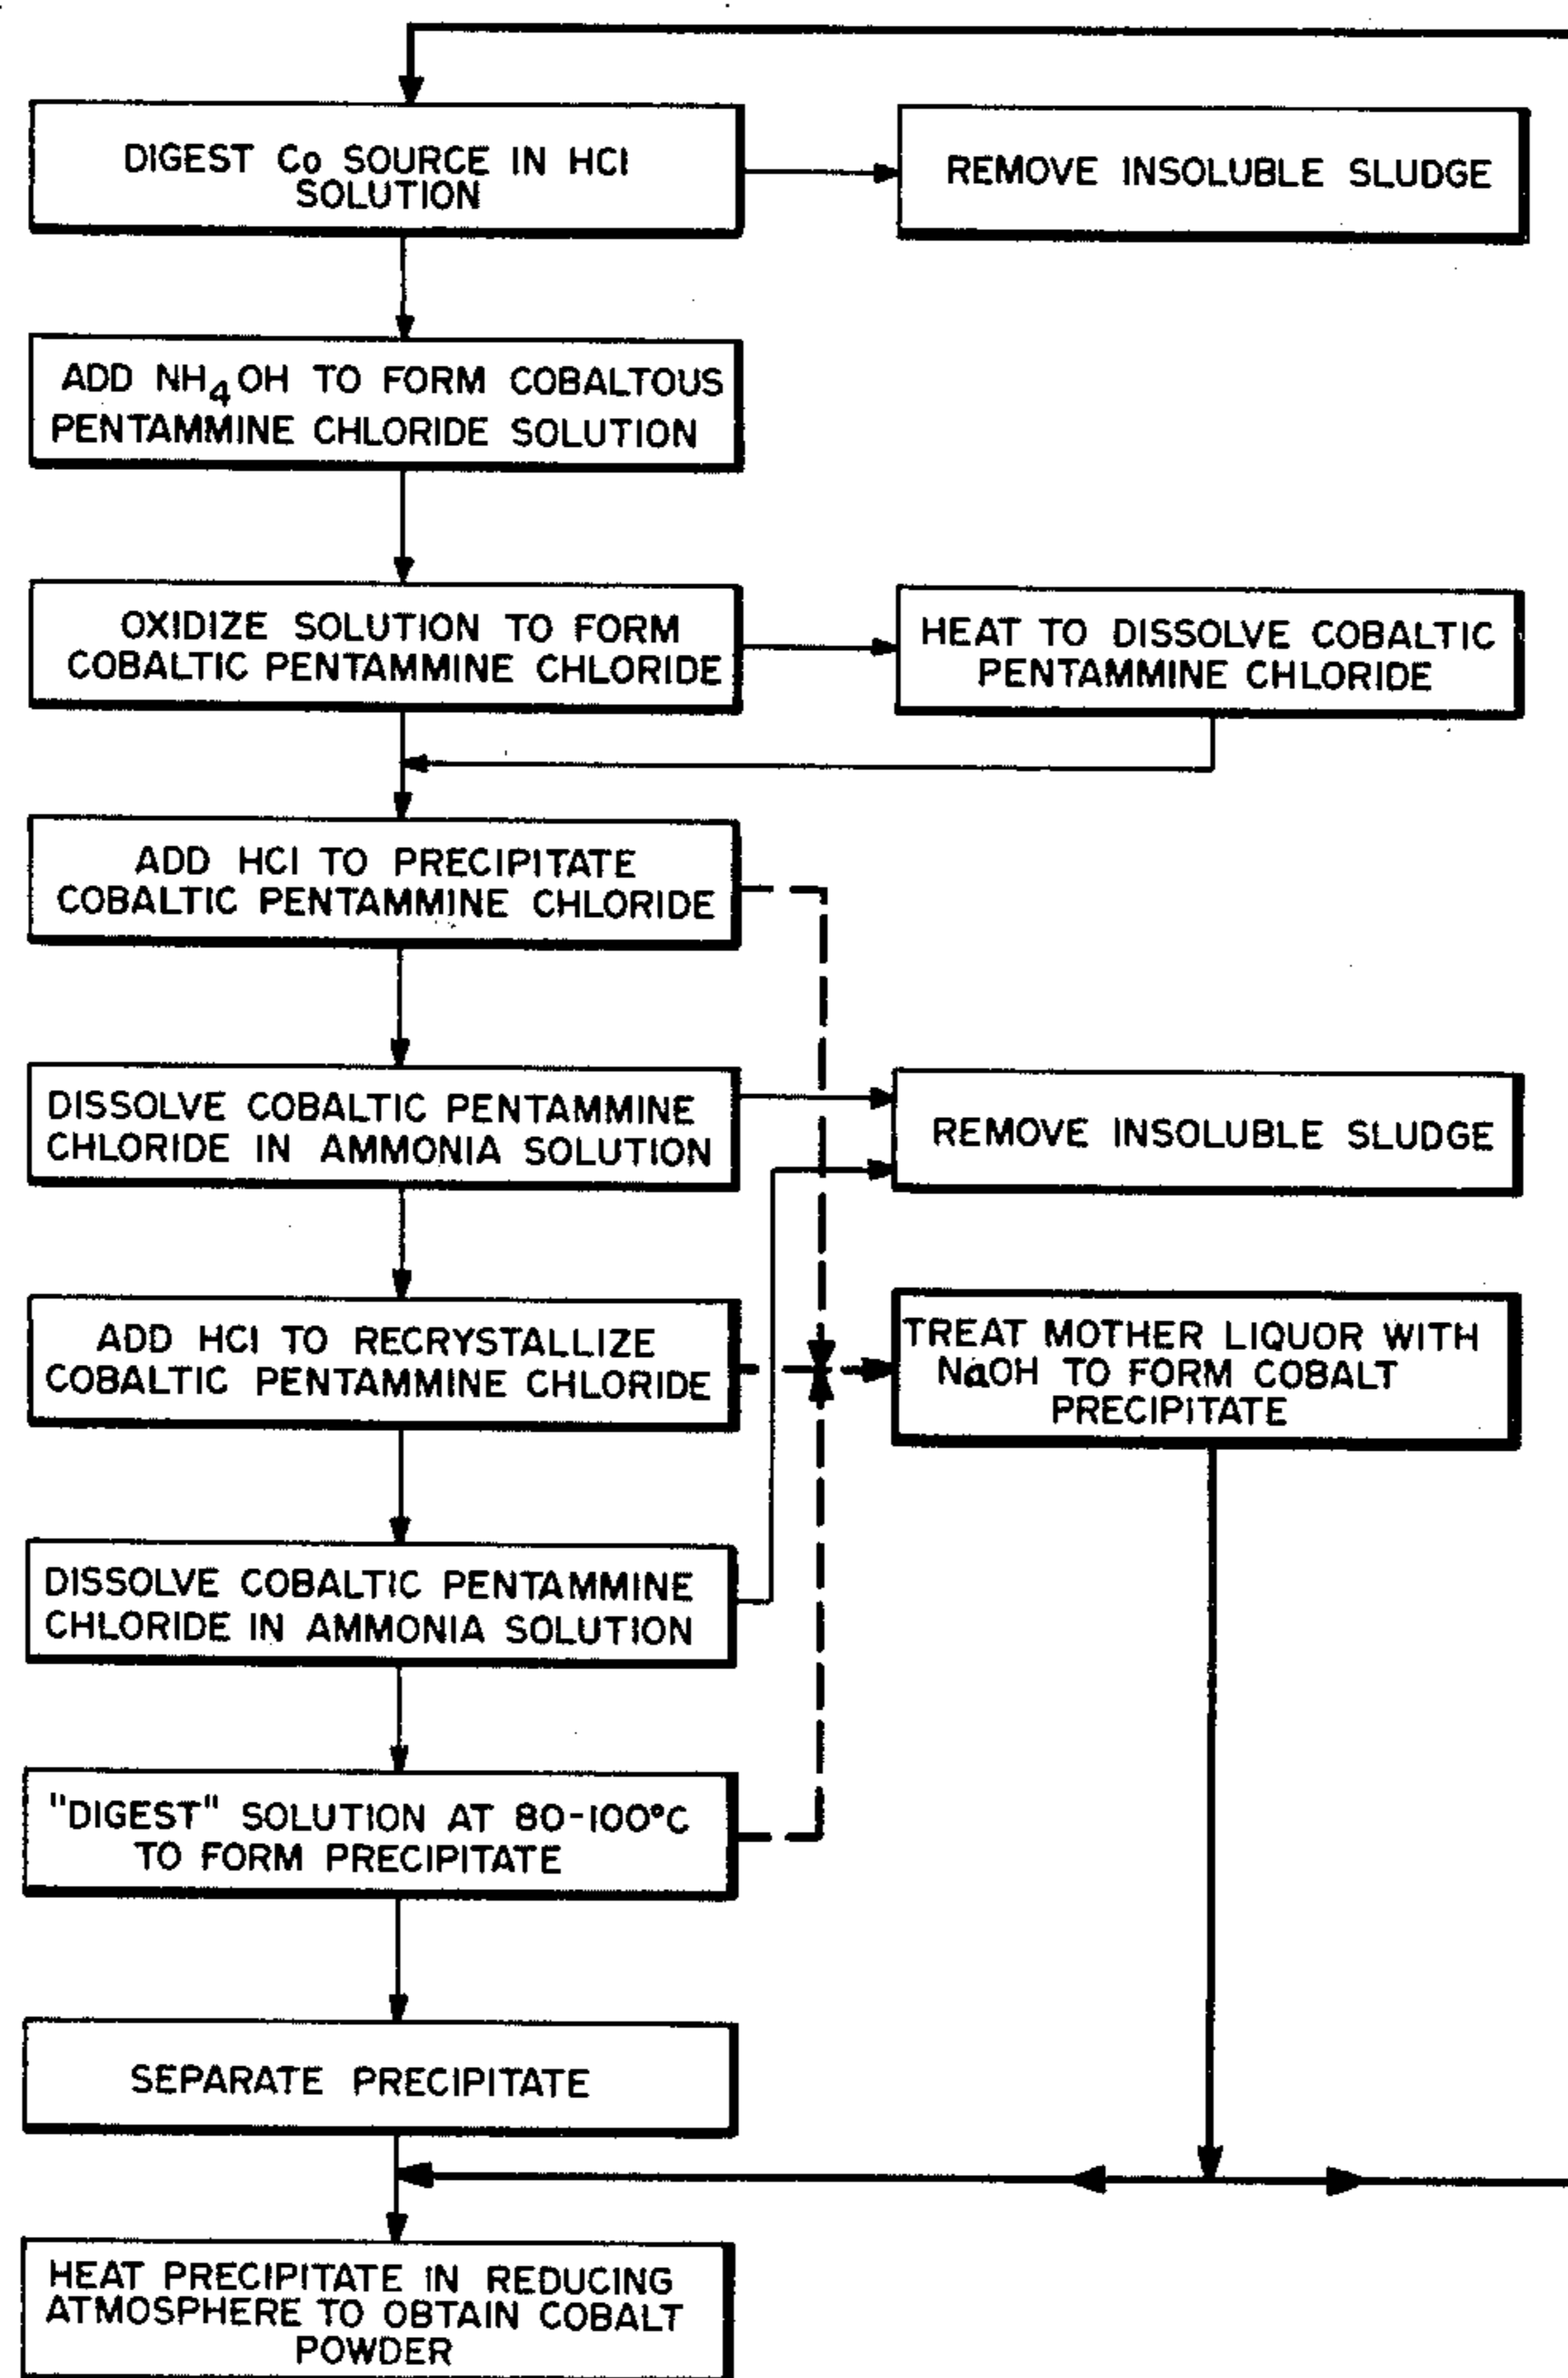 DIGEST Co SOURCE IN HCl
SOLUTION
REMOVE INSOLUBLE SLUDGE
ADD NH4OH TO FORM COBALTOUS
PENTAMMINE CHLORIDE SOLUTION
OXIDIZE SOLUTION TO FORM
COBALTIC PENTAMMINE CHLORIDE
HEAT TO DISSOLVE COBALTIC
PENTAMMINE CHLORIDE
ADD HCl TO PRECIPITATE
COBALTIC PENTAMMINE CHLORIDE
DISSOLVE COBALTIC PENTAMMINE
CHLORIDE IN AMMONIA SOLUTION
REMOVE INSOLUBLE SLUDGE
ADD HCl TO RECRYSTALLIZE
COBALTIC PENTAMMINE CHLORIDE
TREAT MOTHER LIQUOR WITH
NaOH TO FORM COBALT
PRECIPITATE
DISSOLVE COBALTIC PENTAMMINE
CHLORIDE IN AMMONIA SOLUTION
"DIGEST" SOLUTION AT 80-100°C
TO FORM PRECIPITATE
SEPARATE PRECIPITATE
HEAT PRECIPITATE IN REDUCING
ATMOSPHERE TO OBTAIN COBALT
POWDER